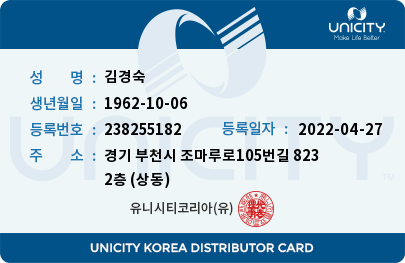 UNICITY
Make Life Better
성 명 : 김경숙
생년월일 : 1962-10-06
등록번호 : 238255182 등록일자 : 2022-04-27
주 소 : 경기 부천시 조마루로105번길 823
2층 (상동)
UNICITY
유니시티코리아(유)
UNICITY KOREA DISTRIBUTOR CARD